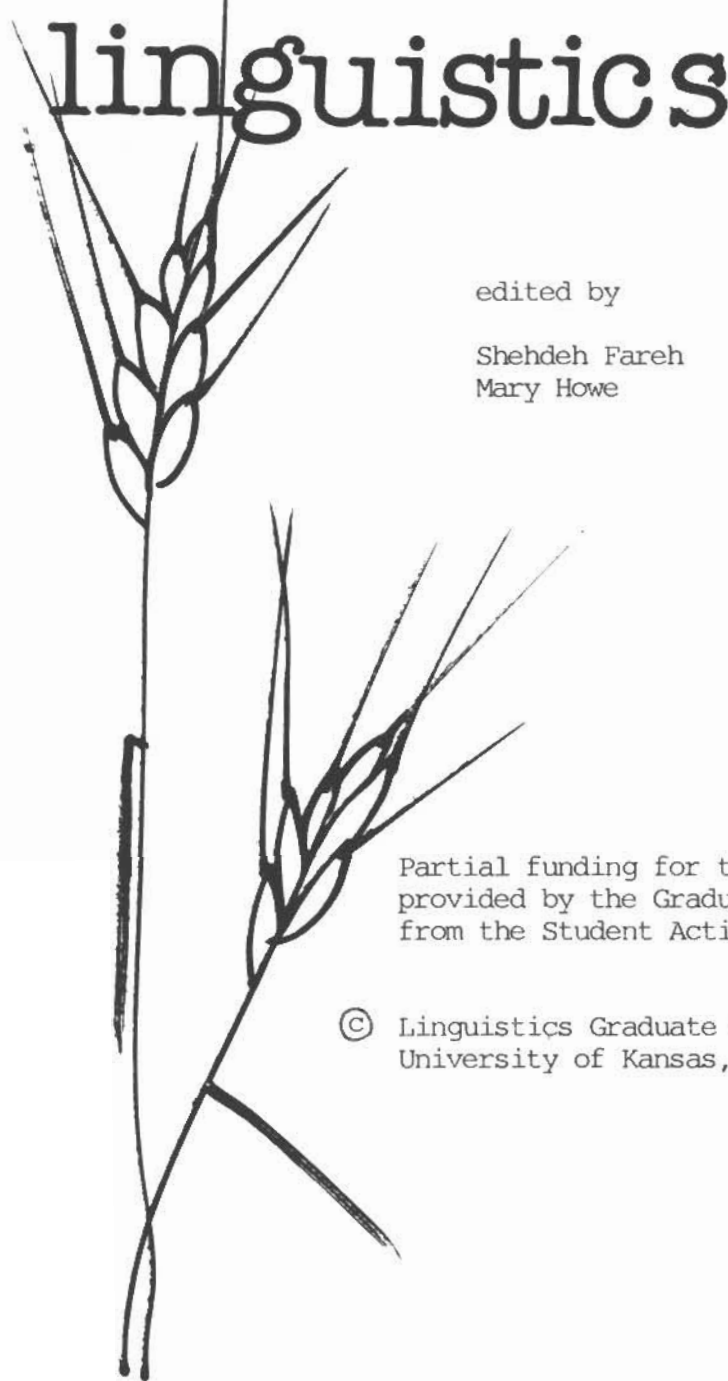 linguistics
edited by
Shehdeh Fareh
Mary Howe
Partial funding for t
provided by the Gradu
from the Student Acti
© Linguistics Graduate
University of Kansas,